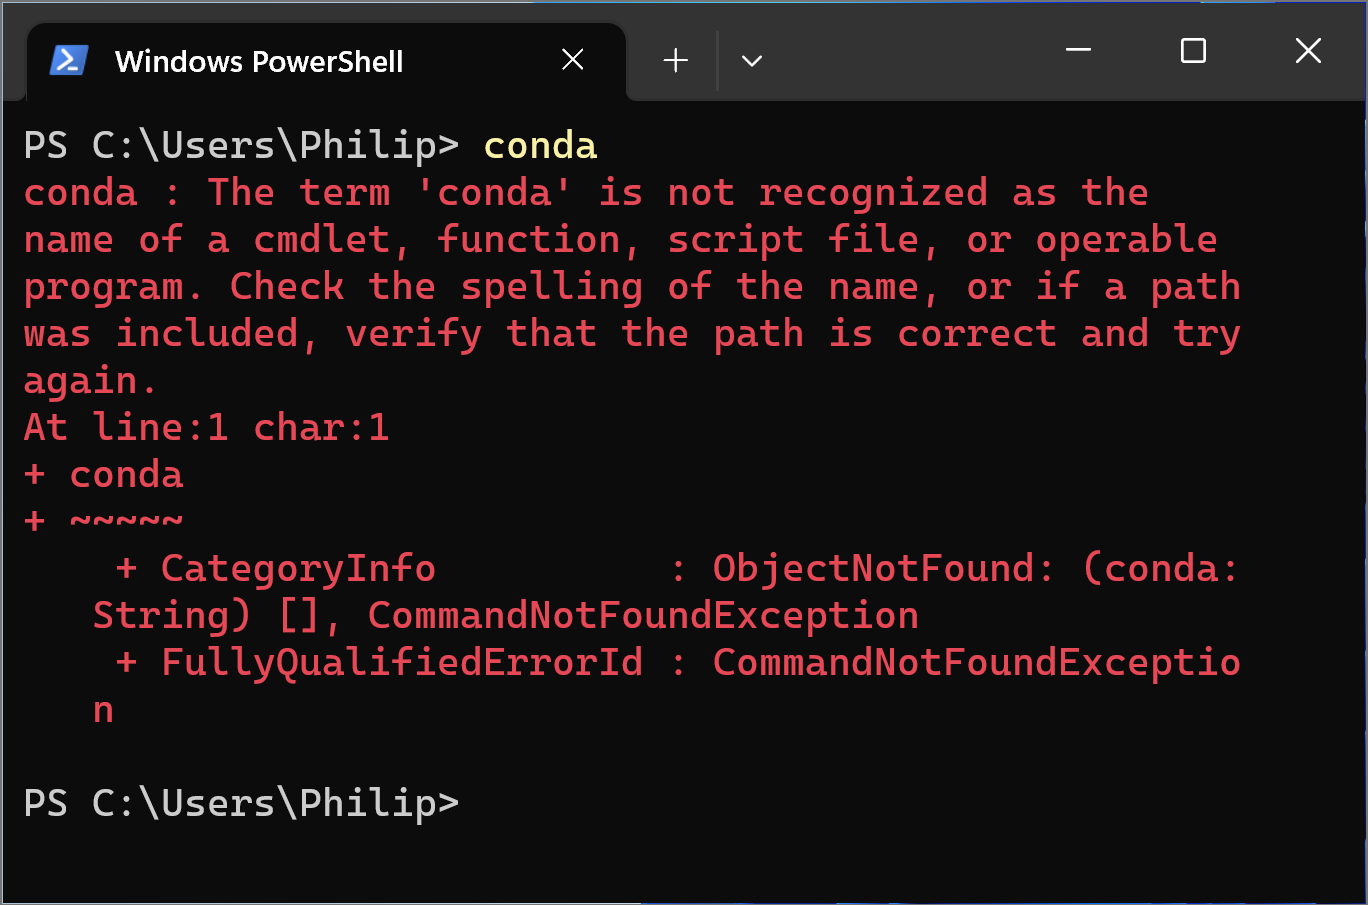 Windows PowerShell
PS C:\Users\Philip> conda
conda : The term 'conda' is not recognized as the
name of a cmdlet, function, script file, or operable
program. Check the spelling of the name, or if a path
was included, verify that the path is correct and try
again.
At line:1 char:1
+ conda
+ ~~~~~
    + CategoryInfo          : ObjectNotFound: (conda:
   String) [], CommandNotFoundException
    + FullyQualifiedErrorId : CommandNotFoundExceptio
   n
PS C:\Users\Philip>